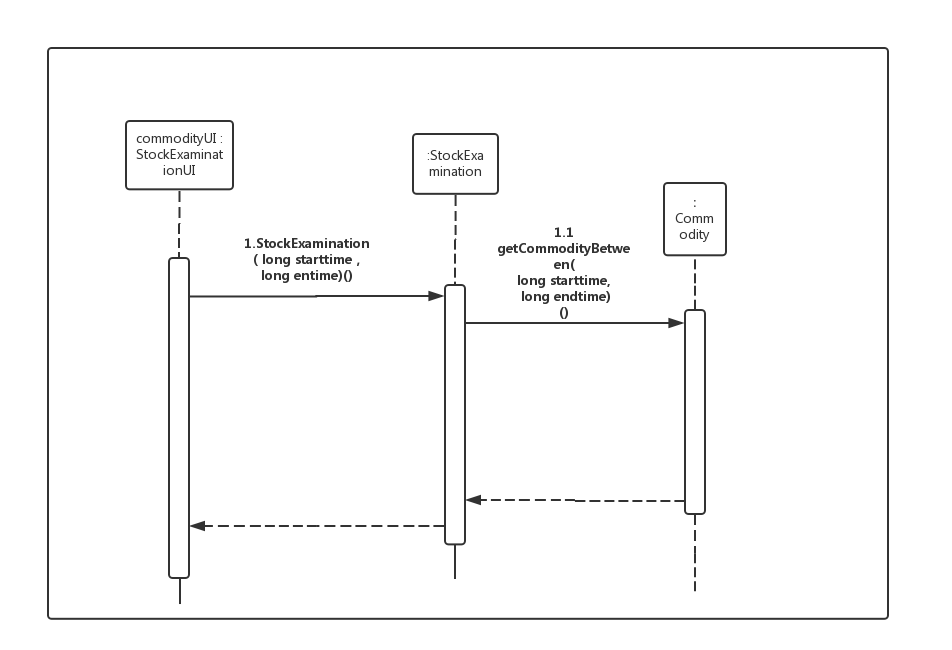 commodityUI :
StockExaminat
ionUI
:StockExa
mination
:
Comm
odity
1.StockExamination
( long starttime ,
long entime)()
1.1
getCommodityBetwe
en(
long starttime,
long endtime)
()